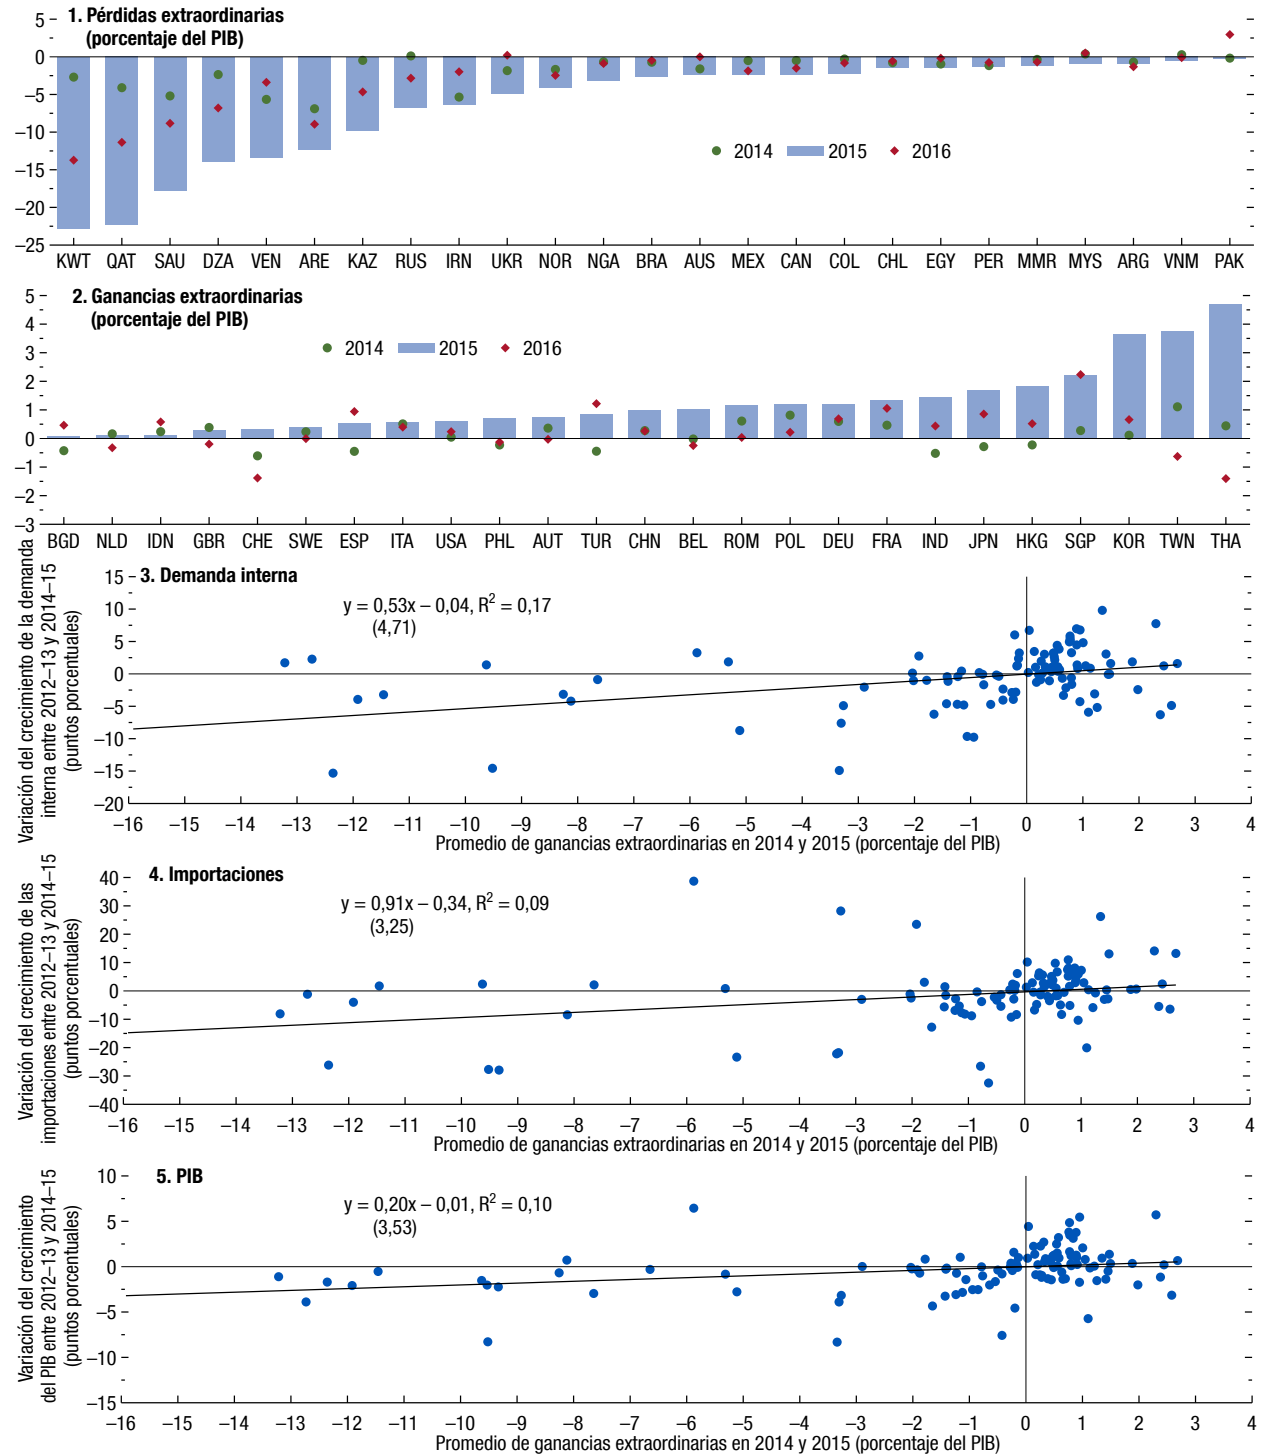 1. Pérdidas extraordinarias
(porcentaje del PIB)
5
0
–5
–10
–15
–20
–25
2014 2015 2016
KWT QAT SAU DZA VEN ARE KAZ RUS IRN UKR NOR NGA BRA AUS MEX CAN COL CHL EGY PER MMR MYS ARG VNM PAK
2. Ganancias extraordinarias
(porcentaje del PIB)
5
4
3
2
1
0
–1
–2
–3
2014 2015 2016
BGD NLD IDN GBR CHE SWE ESP ITA USA PHL AUT TUR CHN BEL ROM POL DEU FRA IND JPN HKG SGP KOR TWN THA
3. Demanda interna
y = 0,53x – 0,04, R² = 0,17
(4,71)
Variación del crecimiento de la demanda
interna entre 2012–13 y 2014–15
(puntos porcentuales)
15
10
5
0
–5
–10
–15
–20
–16 –15 –14 –13 –12 –11 –10 –9 –8 –7 –6 –5 –4 –3 –2 –1 0 1 2 3 4
Promedio de ganancias extraordinarias en 2014 y 2015 (porcentaje del PIB)
4. Importaciones
y = 0,91x – 0,34, R² = 0,09
(3,25)
Variación del crecimiento de las
importaciones entre 2012–13 y 2014–15
(puntos porcentuales)
40
30
20
10
0
–10
–20
–30
–40
–16 –15 –14 –13 –12 –11 –10 –9 –8 –7 –6 –5 –4 –3 –2 –1 0 1 2 3 4
Promedio de ganancias extraordinarias en 2014 y 2015 (porcentaje del PIB)
5. PIB
y = 0,20x – 0,01, R² = 0,10
(3,53)
Variación del crecimiento
del PIB entre 2012–13 y 2014–15
(puntos porcentuales)
10
5
0
–5
–10
–15
–16 –15 –14 –13 –12 –11 –10 –9 –8 –7 –6 –5 –4 –3 –2 –1 0 1 2 3 4
Promedio de ganancias extraordinarias en 2014 y 2015 (porcentaje del PIB)